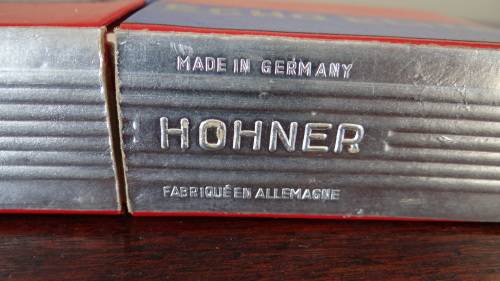 MADE IN GERMANY
HOHNER
FABRIQUÉ EN ALLEMAGNE